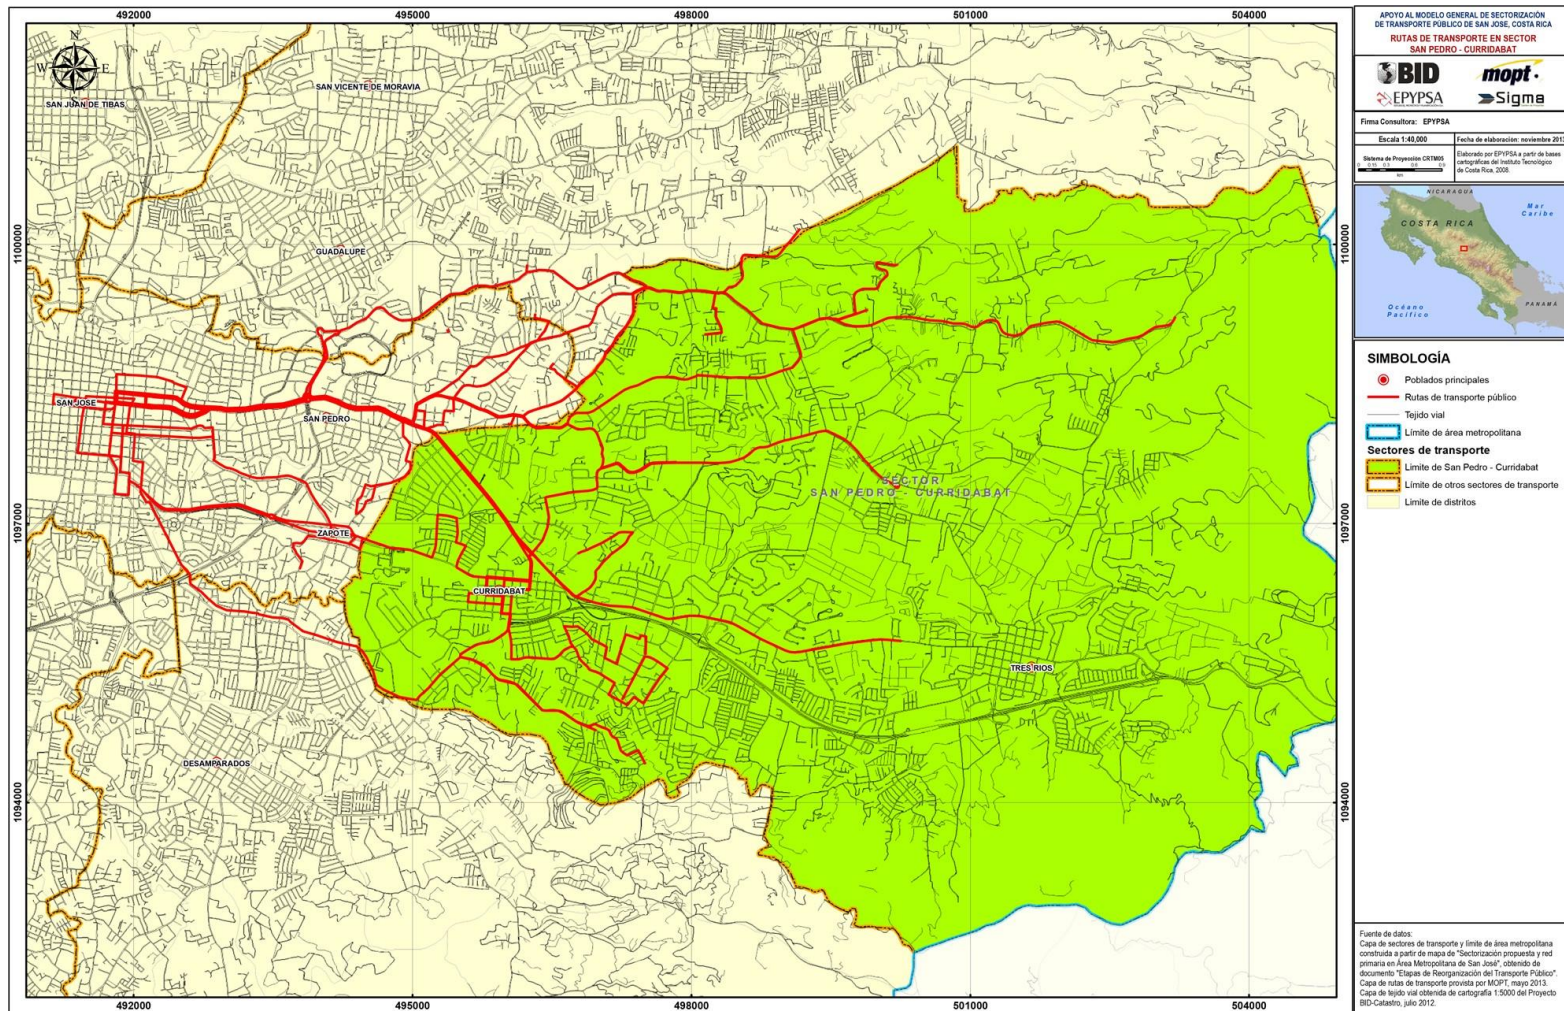 492000 495000 498000 501000 504000
N
W E
S
1100000
1097000
1094000
SAN JUAN DE TIBAS
SAN VICENTE DE MORAVIA
GUADALUPE
SAN JOSE
SAN PEDRO
SECTOR
SAN PEDRO - CURRIDABAT
ZAPOTE
CURRIDABAT
TRES RIOS
DESAMPARADOS
1100000
1097000
1094000
492000 495000 498000 501000 504000
APOYO AL MODELO GENERAL DE SECTORIZACIÓN
DE TRANSPORTE PÚBLICO DE SAN JOSE, COSTA RICA
RUTAS DE TRANSPORTE EN SECTOR
SAN PEDRO - CURRIDABAT
BID
mopt
EPYPSA
Sigma
Firma Consultora: EPYPSA
Escala 1:40,000
Fecha de elaboración: noviembre 2013
Sistema de Proyección CRTM05
Elaborado por EPYPSA a partir de bases
cartográficas del Instituto Tecnológico
de Costa Rica, 2008.
NICARAGUA
Mar
Caribe
COSTA RICA
Océano
Pacífico
PANAMÁ
SIMBOLOGÍA
Poblados principales
Rutas de transporte público
Tejido vial
Límite de área metropolitana
Sectores de transporte
Límite de San Pedro - Curridabat
Límite de otros sectores de transporte
Límite de distritos
Fuente de datos:
Capa de sectores de transporte y límite de área metropolitana
construida a partir de mapa de "Sectorización propuesta y red
primaria en Área Metropolitana de San José", obtenido de
documento "Etapas de Reorganización del Transporte Público".
Capa de rutas de transporte provista por MOPT, mayo 2013.
Capa de tejido vial obtenida de cartografía 1:5000 del Proyecto
BID-Catastro, julio 2012.